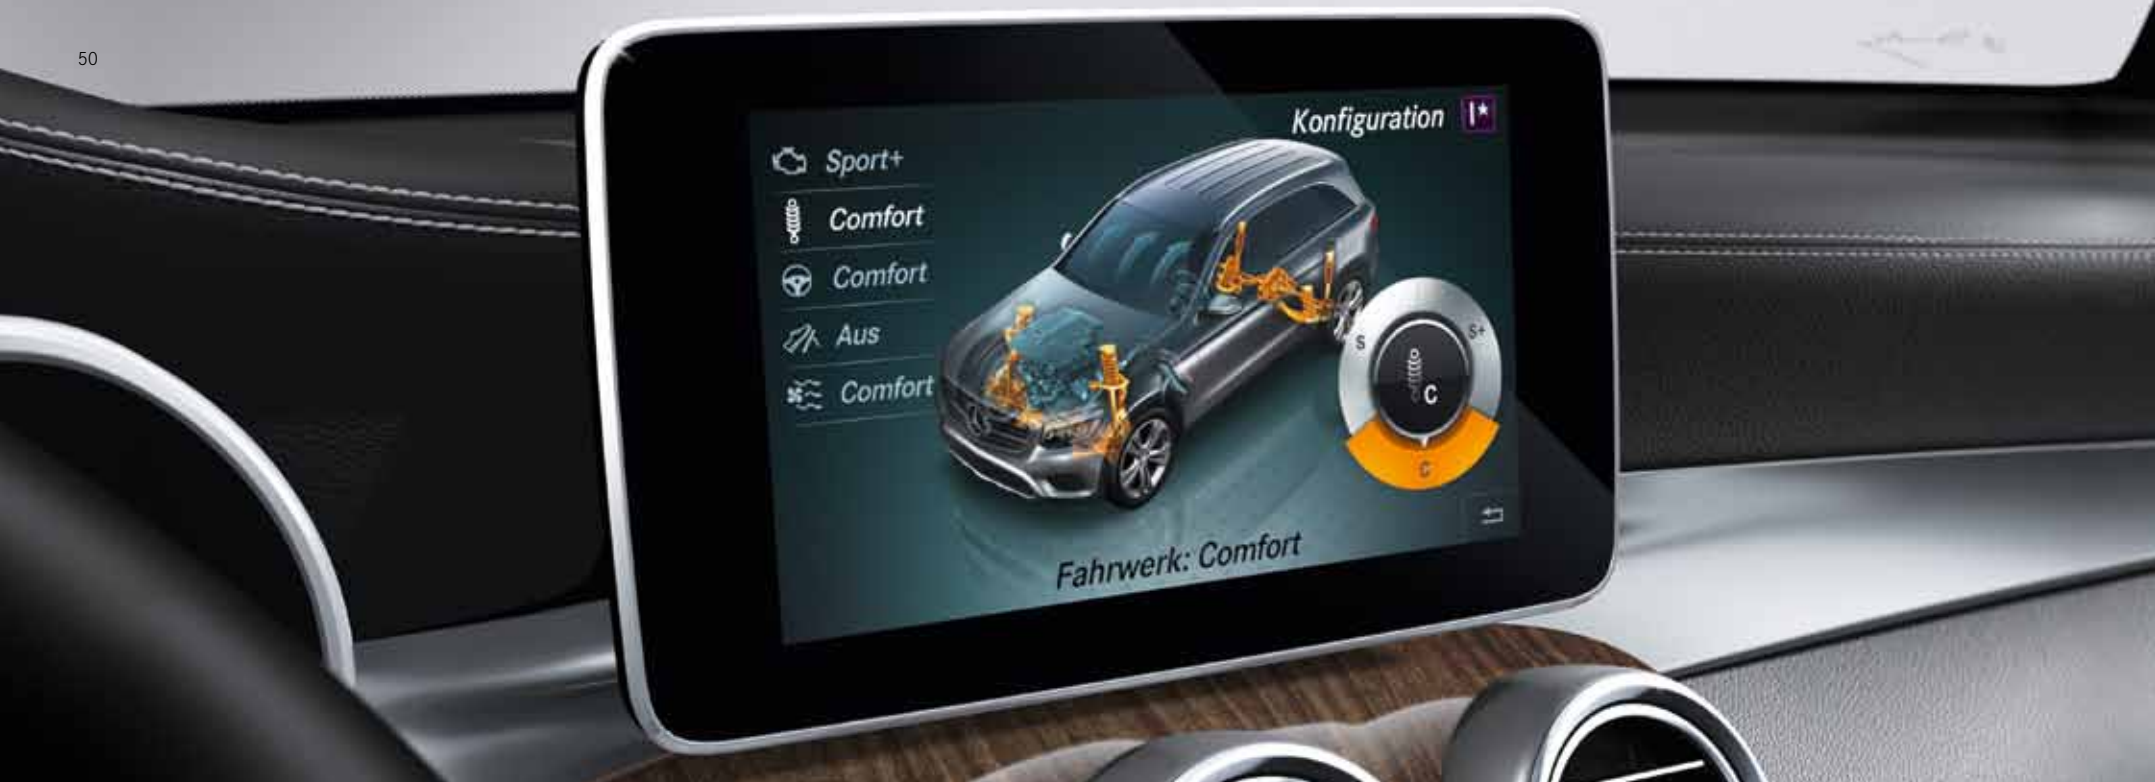 50
Konfiguration
Sport+
Comfort
Comfort
Aus
Comfort
S
S+
C
C
Fahrwerk: Comfort